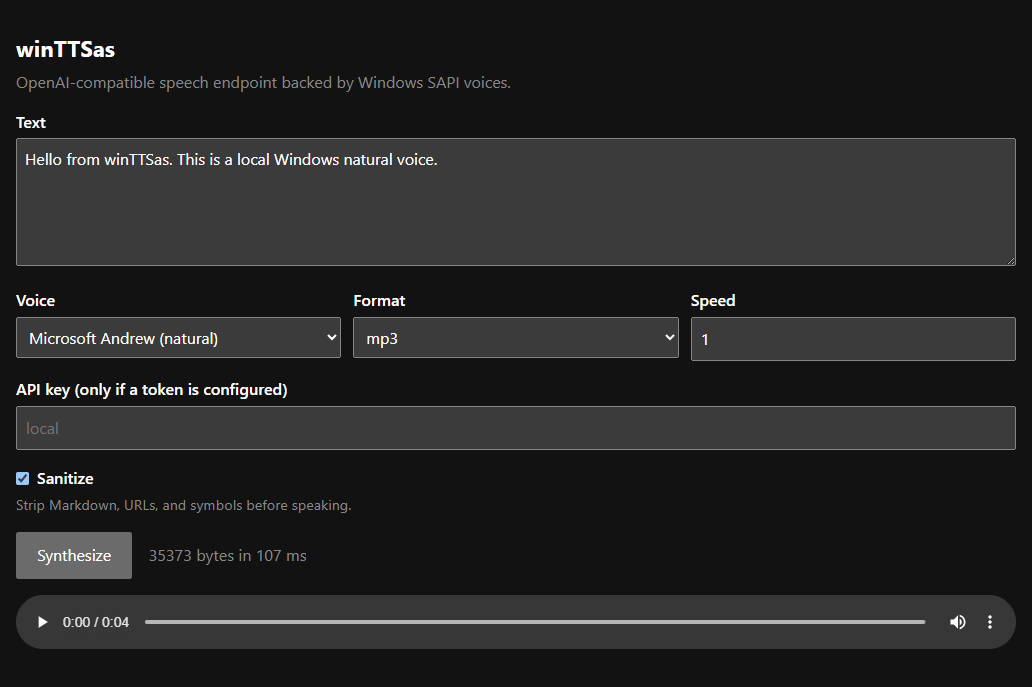 winTTSas
OpenAI-compatible speech endpoint backed by Windows SAPI voices.
Text
Hello from winTTSas. This is a local Windows natural voice.
Voice
Format
Speed
Microsoft Andrew (natural)
mp3
1
API key (only if a token is configured)
local
Sanitize
Strip Markdown, URLs, and symbols before speaking.
Synthesize
35373 bytes in 107 ms
0:00 / 0:04